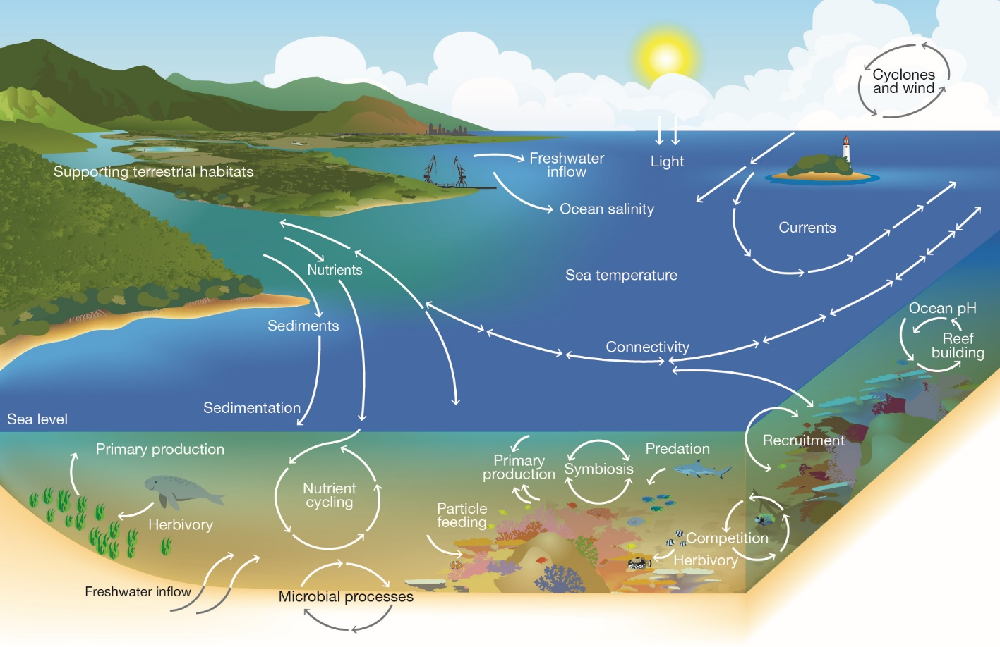 Cyclones
and wind
Supporting terrestrial habitats
Freshwater
inflow
Light
Ocean salinity
Currents
Nutrients
Sea temperature
Sediments
Connectivity
Ocean pH
Reef
building
Sedimentation
Sea level
Primary production
Primary
production
Symbiosis
Predation
Recruitment
Nutrient
cycling
Herbivory
Particle
feeding
Competition
Herbivory
Freshwater inflow
Microbial processes